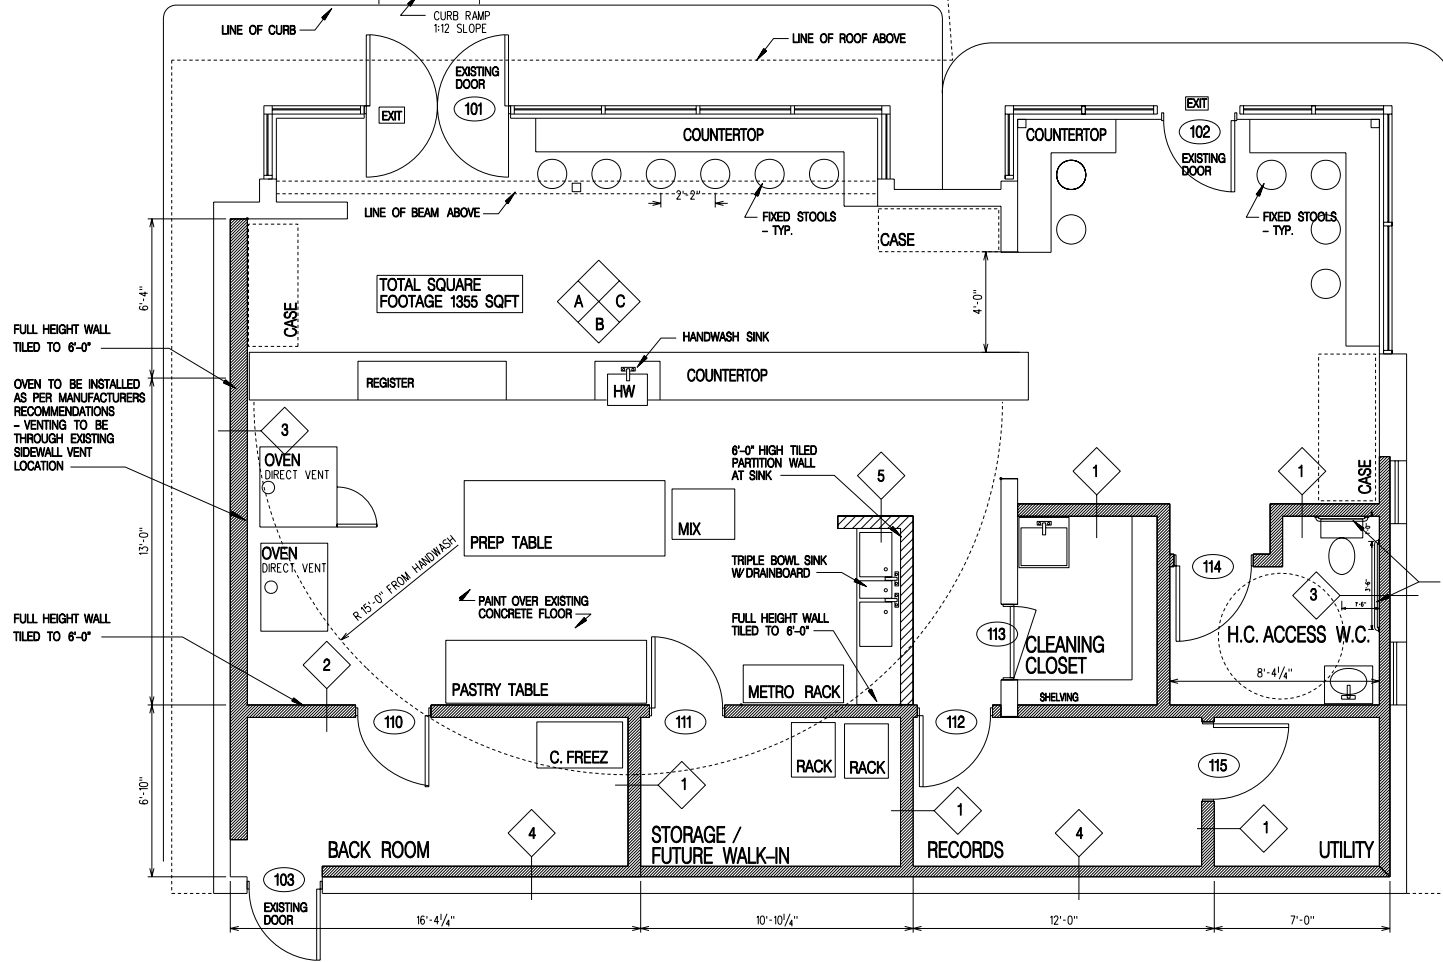 CURB RAMP
1:12 SLOPE
LINE OF CURB
LINE OF ROOF ABOVE
EXISTING
DOOR
101
EXIT
COUNTERTOP
COUNTERTOP
EXIT
102
EXISTING
DOOR
2'-2"
LINE OF BEAM ABOVE
FIXED STOOLS
- TYP.
FIXED STOOLS
- TYP.
CASE
TOTAL SQUARE
FOOTAGE 1355 SQFT
A
C
B
CASE
6'-4"
4'-0"
FULL HEIGHT WALL
TILED TO 6'-0"
HANDWASH SINK
REGISTER
HW
COUNTERTOP
OVEN TO BE INSTALLED
AS PER MANUFACTURERS
RECOMMENDATIONS
- VENTING TO BE
THROUGH EXISTING
SIDEWALL VENT
LOCATION
3
OVEN
DIRECT VENT
6'-0" HIGH TILED
PARTITION WALL
AT SINK
5
1
1
CASE
PREP TABLE
MIX
13'-0"
OVEN
DIRECT VENT
R 15'-0" FROM HANDWASH
TRIPLE BOWL SINK
W/DRAINBOARD
114
3
3'-6"
1'-6"
PAINT OVER EXISTING
CONCRETE FLOOR
FULL HEIGHT WALL
TILED TO 6'-0"
FULL HEIGHT WALL
TILED TO 6'-0"
113
CLEANING
CLOSET
H.C. ACCESS W.C.
2
8'-4¼"
PASTRY TABLE
METRO RACK
SHELVING
110
111
112
C. FREEZ
RACK
RACK
115
6'-10"
1
1
1
4
4
BACK ROOM
STORAGE /
FUTURE WALK-IN
RECORDS
UTILITY
103
EXISTING
DOOR
16'-4¼"
10'-10¼"
12'-0"
7'-0"